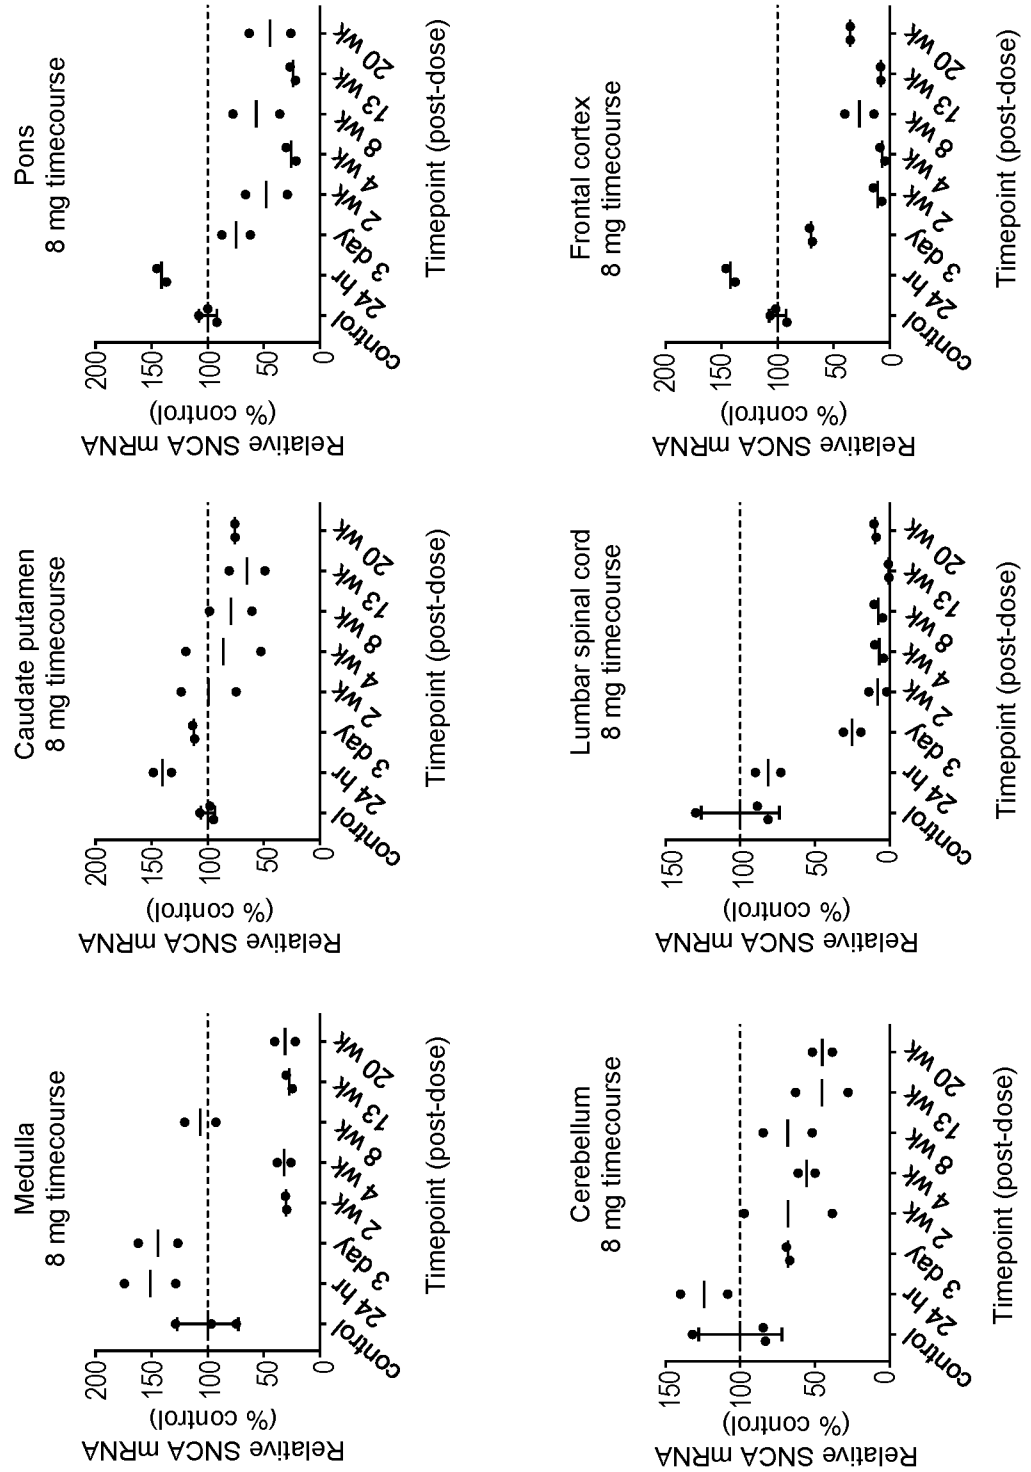 Medulla
8 mg timecourse
Relative SNCA mRNA
(% control)
200
150
100
50
0
control
24 hr
3 day
2 wk
4 wk
8 wk
13 wk
20 wk
Timepoint (post-dose)
Caudate putamen
8 mg timecourse
Relative SNCA mRNA
(% control)
200
150
100
50
0
control
24 hr
3 day
2 wk
4 wk
8 wk
13 wk
20 wk
Timepoint (post-dose)
Pons
8 mg timecourse
Relative SNCA mRNA
(% control)
200
150
100
50
0
control
24 hr
3 day
2 wk
4 wk
8 wk
13 wk
20 wk
Timepoint (post-dose)
Cerebellum
8 mg timecourse
Relative SNCA mRNA
(% control)
150
100
50
0
control
24 hr
3 day
2 wk
4 wk
8 wk
13 wk
20 wk
Timepoint (post-dose)
Lumbar spinal cord
8 mg timecourse
Relative SNCA mRNA
(% control)
150
100
50
0
control
24 hr
3 day
2 wk
4 wk
8 wk
13 wk
20 wk
Timepoint (post-dose)
Frontal cortex
8 mg timecourse
Relative SNCA mRNA
(% control)
200
150
100
50
0
control
24 hr
3 day
2 wk
4 wk
8 wk
13 wk
20 wk
Timepoint (post-dose)